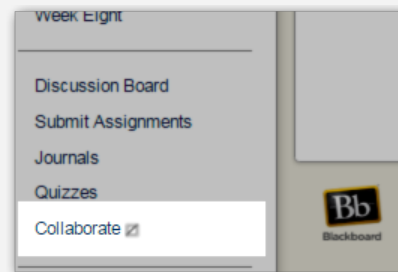 Week Eight
Discussion Board
Submit Assignments
Journals
Quizzes
Collaborate
Bb
Blackboard